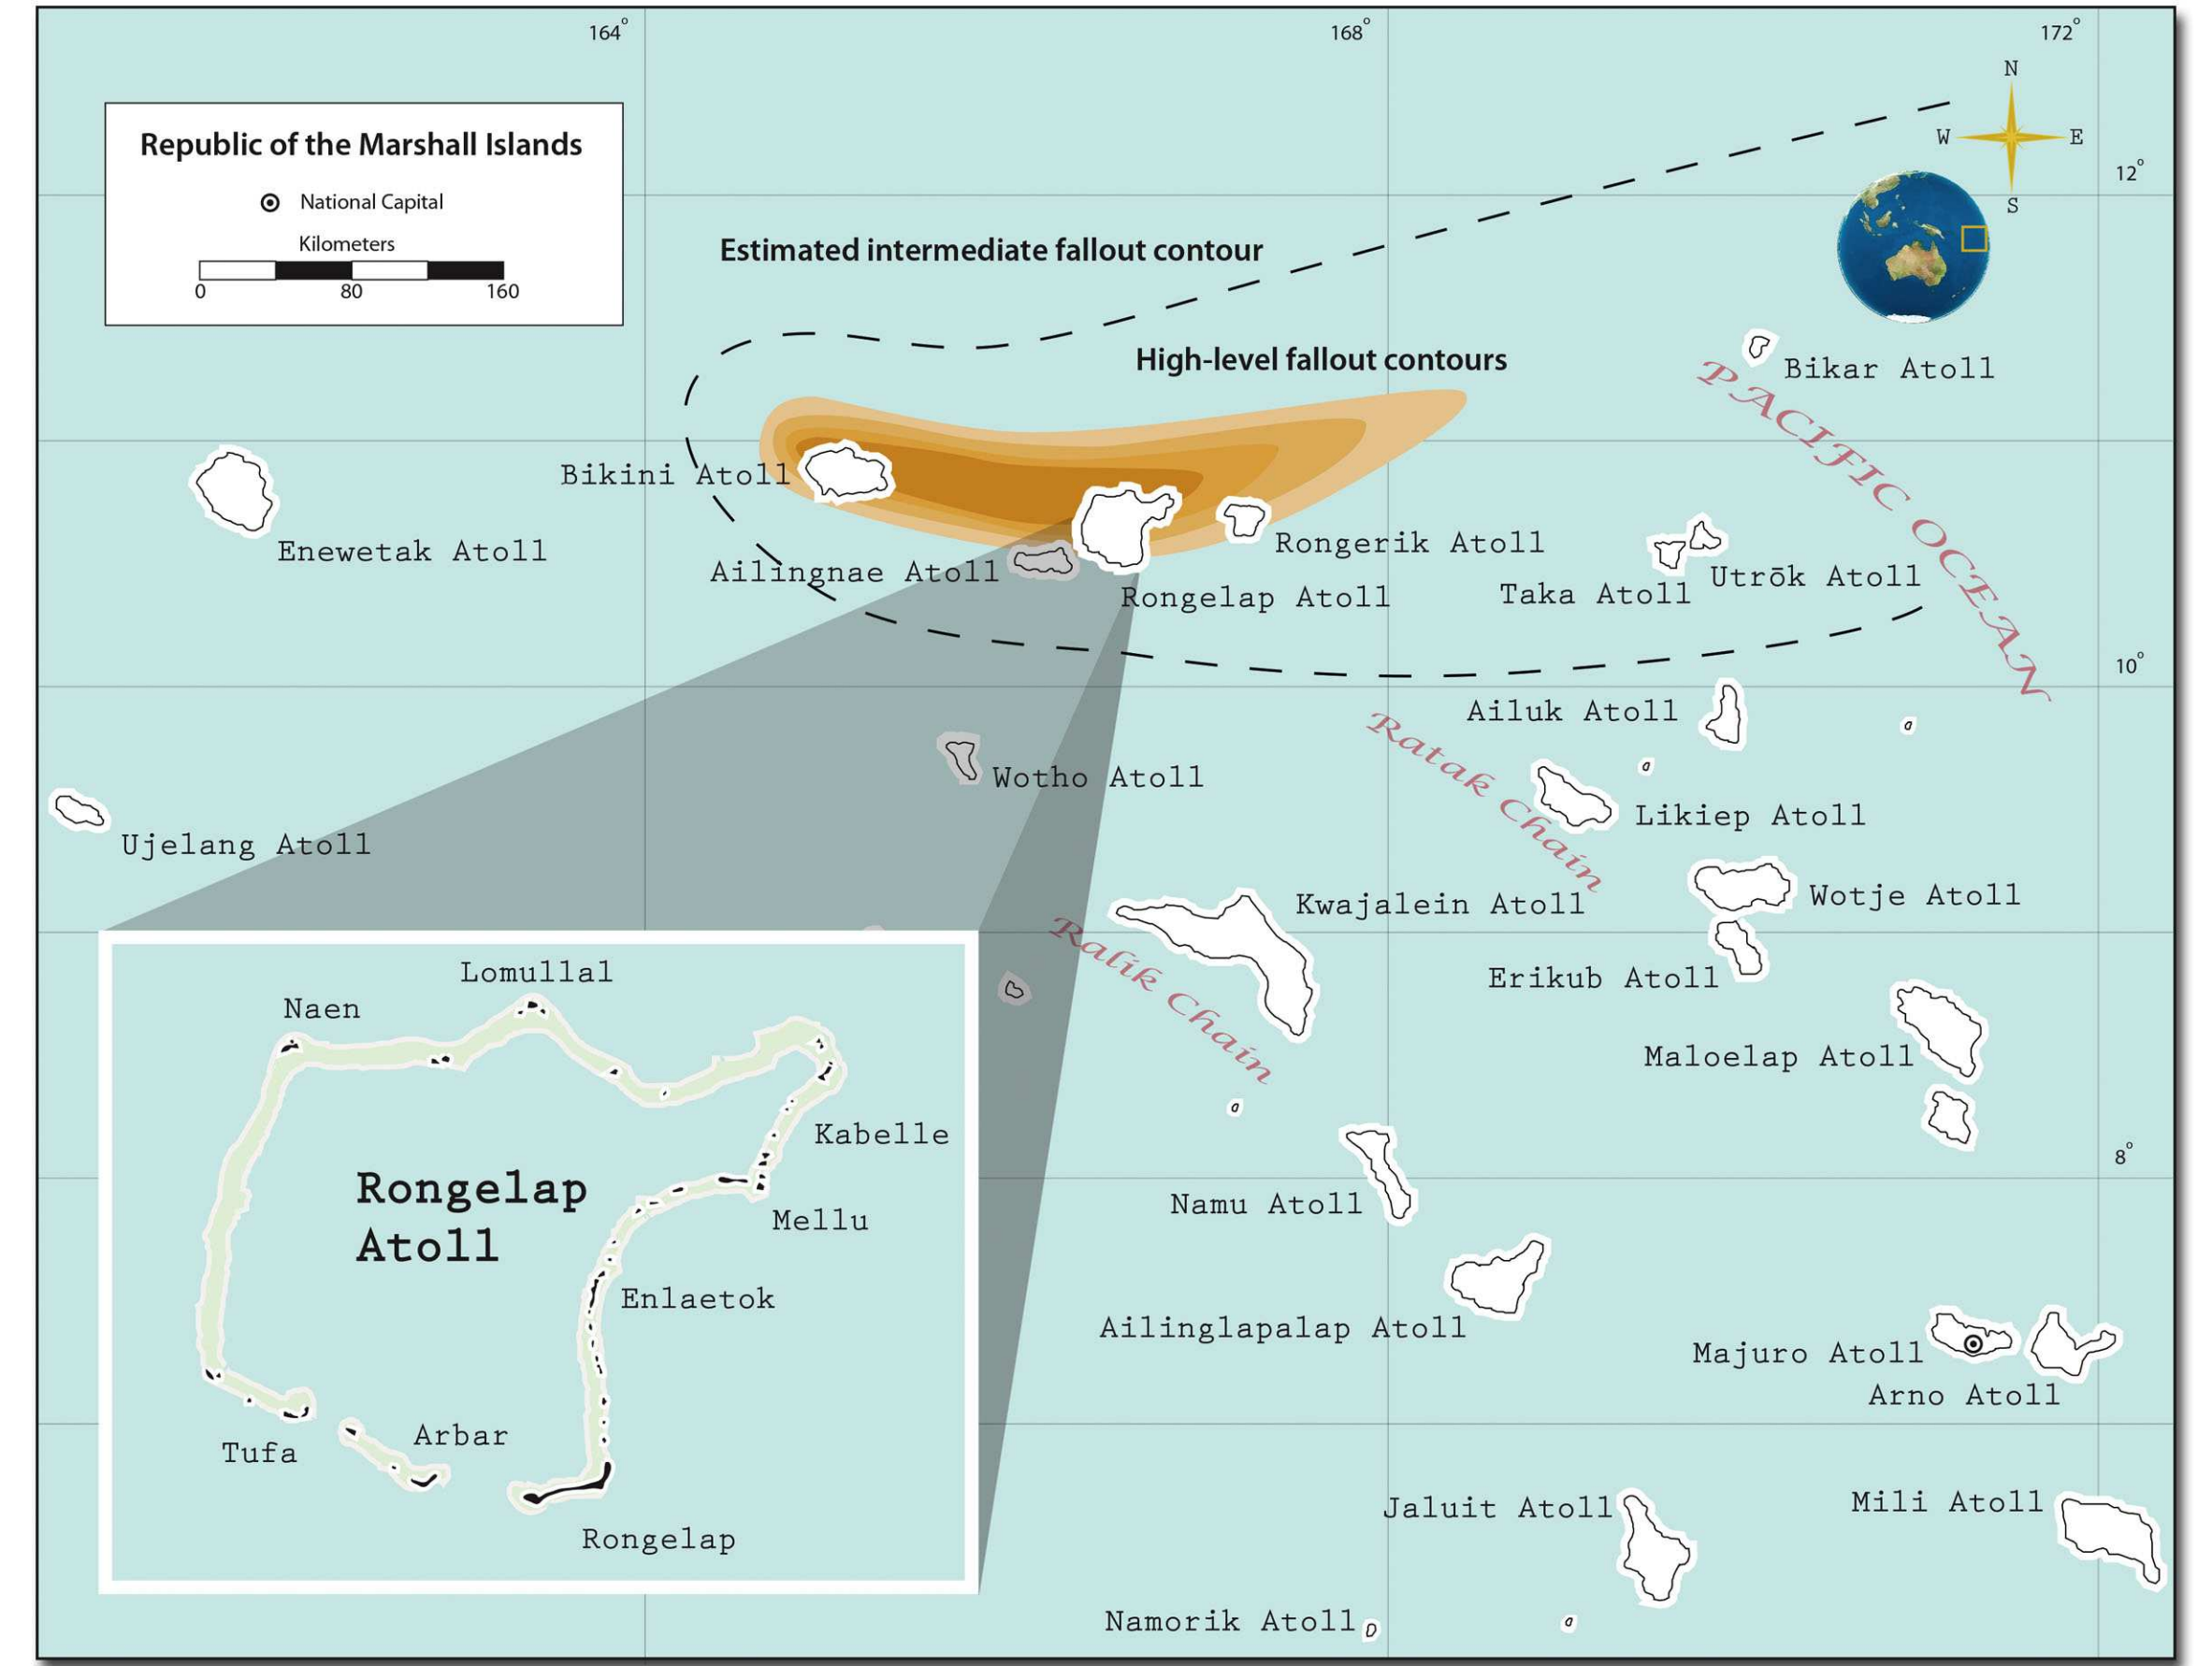 164°
168°
172°
N
W
E
S
12°
Republic of the Marshall Islands
National Capital
Kilometers
0 80 160
Estimated intermediate fallout contour
High-level fallout contours
Bikar Atoll
PACIFIC OCEAN
Bikini Atoll
Enewetak Atoll
Rongerik Atoll
Ailingnae Atoll
Rongelap Atoll
Taka Atoll
Utrōk Atoll
10°
Ailuk Atoll
Ratak Chain
Wotho Atoll
Likiep Atoll
Ujelang Atoll
Kwajalein Atoll
Wotje Atoll
Ralik Chain
Erikub Atoll
Maloelap Atoll
8°
Namu Atoll
Ailinglapalap Atoll
Majuro Atoll
Arno Atoll
Jaluit Atoll
Mili Atoll
Namorik Atoll
Lomullal
Naen
Kabelle
Rongelap
Atoll
Mellu
Enlaetok
Arbar
Tufa
Rongelap